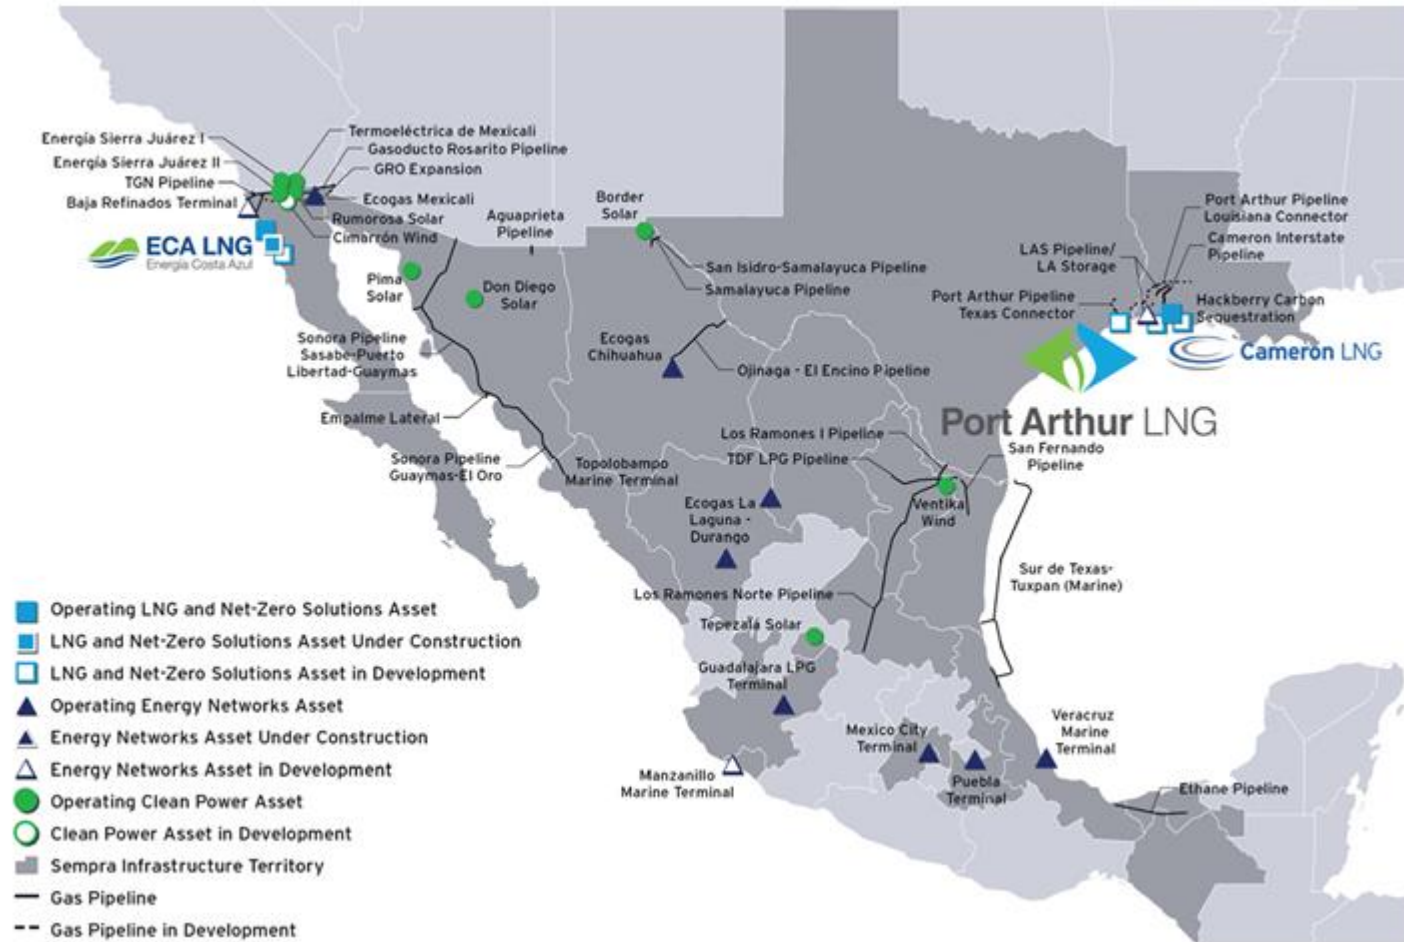 Energía Sierra Juárez I
Energía Sierra Juárez II
TGN Pipeline
Baja Refinados Terminal
Termoeléctrica de Mexicali
Gasoducto Rosarito Pipeline
GRO Expansion
Ecogas Mexicali
Rumorosa Solar
Cimarrón Wind
ECA LNG
Energía Costa Azul
Pima
Solar
Aguaprieta
Pipeline
Don Diego
Solar
Border
Solar
San Isidro-Samalayuca Pipeline
Samalayuca Pipeline
Sonora Pipeline
Sasabe-Puerto
Libertad-Guaymas
Empalme Lateral
Sonora Pipeline
Guaymas-El Oro
Ecogas
Chihuahua
Ojinaga - El Encino Pipeline
Port Arthur Pipeline
Louisiana Connector
Cameron Interstate
Pipeline
LAS Pipeline/
LA Storage
Port Arthur Pipeline
Texas Connector
Hackberry Carbon
Sequestration
Cameron LNG
Port Arthur LNG
Los Ramones I Pipeline
TDF LPG Pipeline
San Fernando
Pipeline
Topolobampo
Marine Terminal
Ecogas La
Laguna -
Durango
Ventika
Wind
Sur de Texas-
Tuxpan (Marine)
Los Ramones Norte Pipeline
Tepezalá Solar
Guadalajara LPG
Terminal
Mexico City
Terminal
Veracruz
Marine
Terminal
Manzanillo
Marine Terminal
Puebla
Terminal
Ethane Pipeline
Operating LNG and Net-Zero Solutions Asset
LNG and Net-Zero Solutions Asset Under Construction
LNG and Net-Zero Solutions Asset in Development
Operating Energy Networks Asset
Energy Networks Asset Under Construction
Energy Networks Asset in Development
Operating Clean Power Asset
Clean Power Asset in Development
Sempra Infrastructure Territory
Gas Pipeline
Gas Pipeline in Development